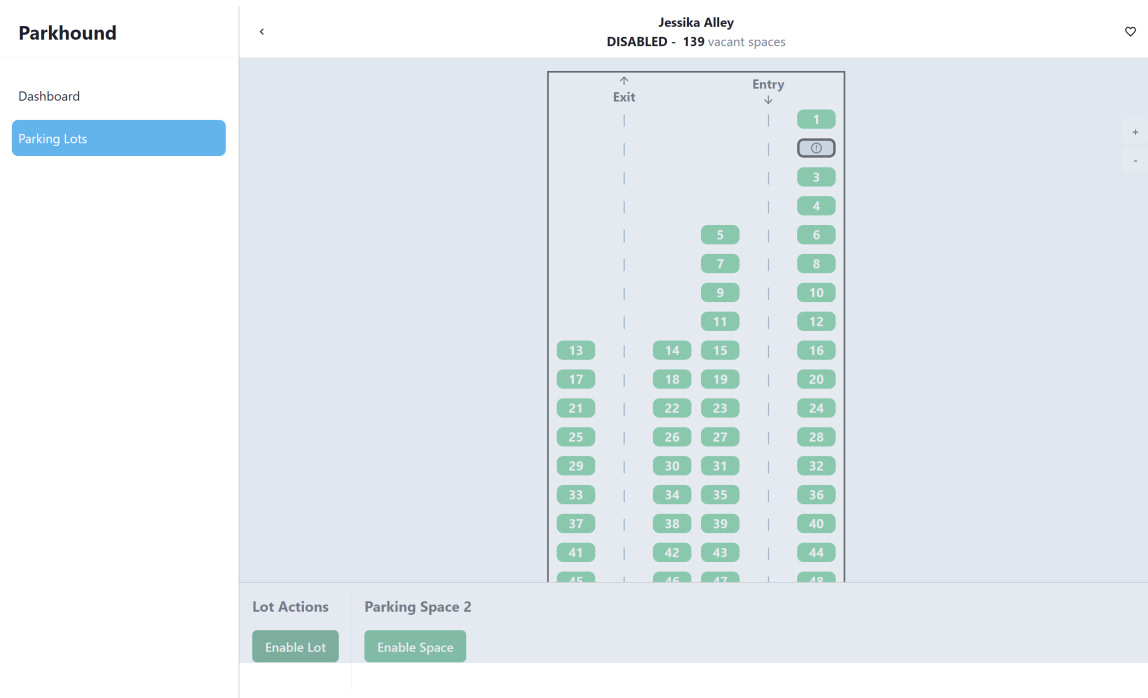 Parkhound
Dashboard
Parking Lots
Jessika Alley
DISABLED - 139 vacant spaces
↑ Entry
Exit ↓
1
3
4
5 6
7 8
9 10
11 12
13 14 15 16
17 18 19 20
21 22 23 24
25 26 27 28
29 30 31 32
33 34 35 36
37 38 39 40
41 42 43 44
45 46 47 48
+
-
Lot Actions
Enable Lot
Parking Space 2
Enable Space